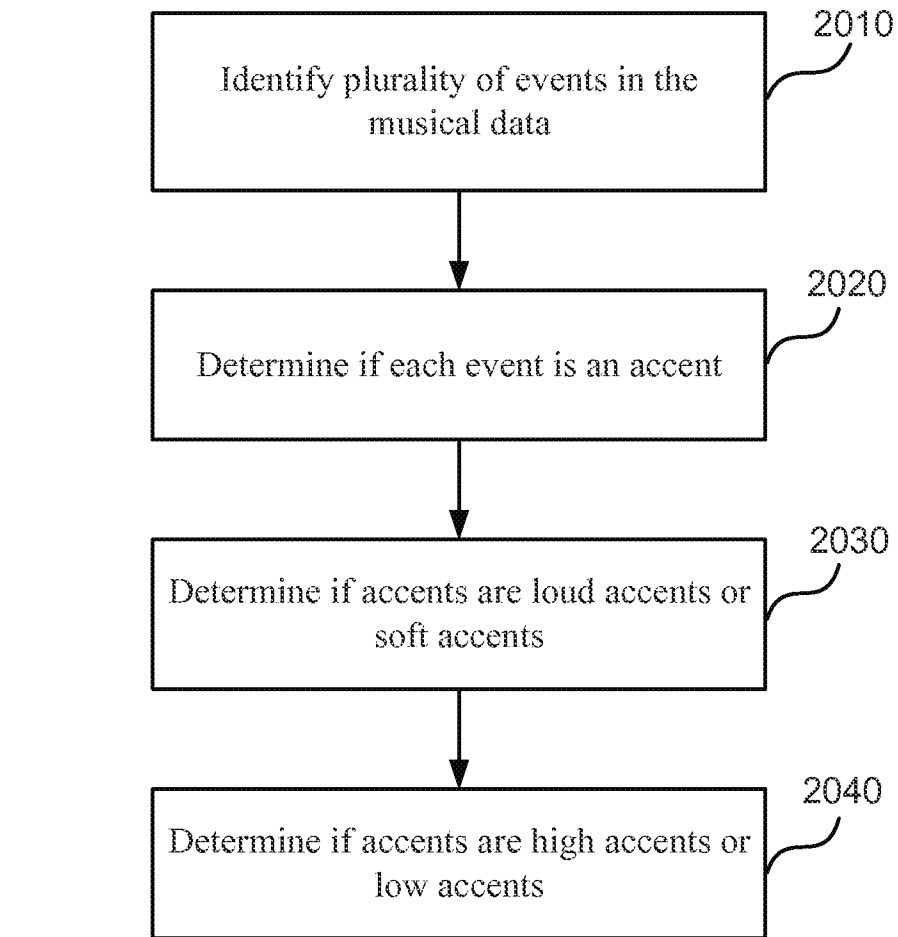 2010
Identify plurality of events in the
musical data
2020
Determine if each event is an accent
2030
Determine if accents are loud accents or
soft accents
2040
Determine if accents are high accents or
low accents